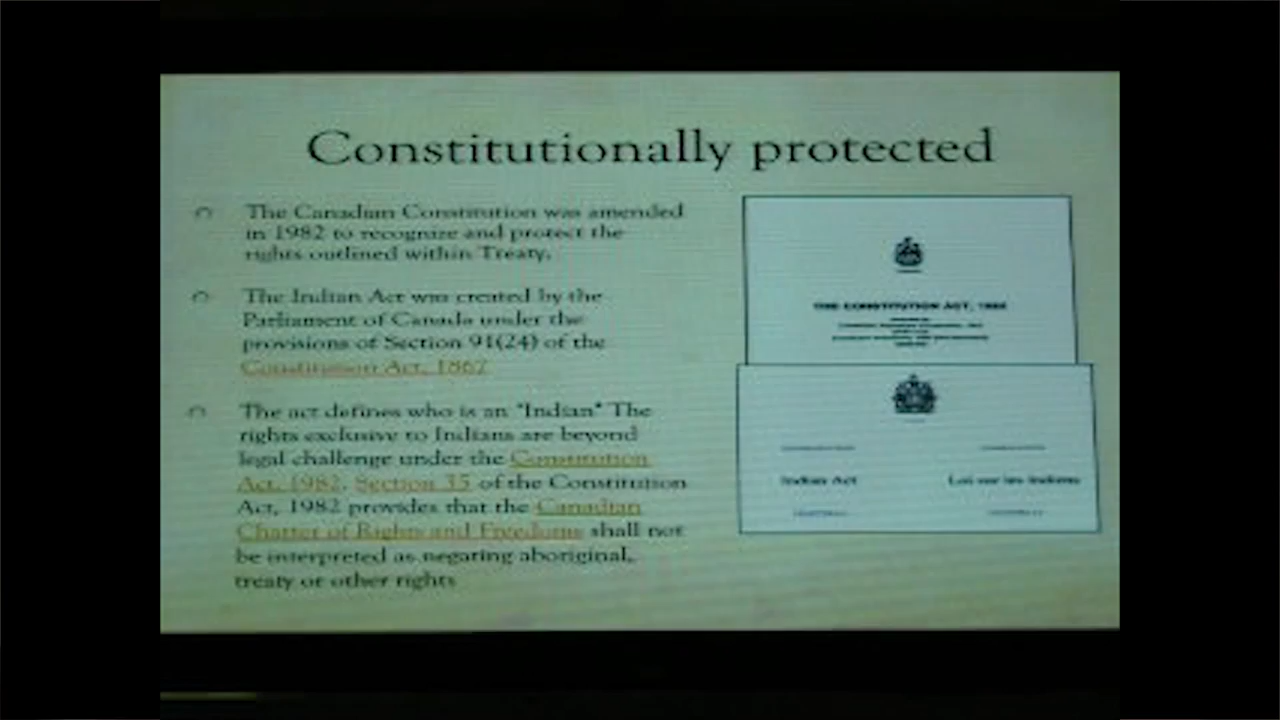 Constitutionally protected
The Canadian Constitution was amended
in 1982 to recognize and protect the
rights outlined within Treaty.
The Indian Act was created by the
Parliament of Canada under the
provisions of Section 91(24) of the
Constitution Act, 1867
The act defines who is an "Indian" The
rights exclusive to Indians are beyond
legal challenge under the Constitution
Act, 1982. Section 35 of the Constitution
Act, 1982 provides that the Canadian
Charter of Rights and Freedoms shall not
be interpreted as negating aboriginal,
treaty or other rights
THE CONSTITUTION ACT, 1982
Indian Act
Loi sur les Indiens